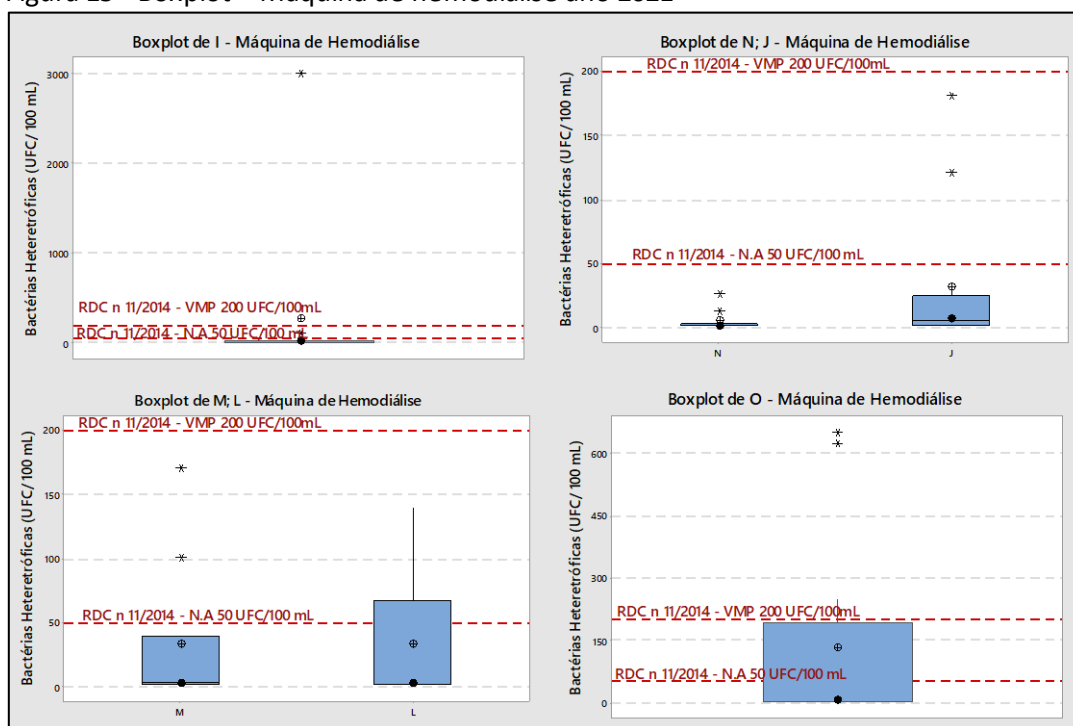 Figura - Boxplot – Máquina de hemodiálise ano
Boxplot de I - Máquina de Hemodiálise
Bactérias Heteretróficas (UFC/ 100 mL)
3000
2000
1000
0
RDC n 11/2014 - VMP 200 UFC/100mL
RDC n 11/2014 - N.A 50 UFC/100 mL
Boxplot de N; J - Máquina de Hemodiálise
Bactérias Heteretróficas (UFC/ 100 mL)
200
150
100
50
0
RDC n 11/2014 - VMP 200 UFC/100mL
RDC n 11/2014 - N.A 50 UFC/100 mL
N
J
Boxplot de M; L - Máquina de Hemodiálise
Bactérias Heteretróficas (UFC/ 100 mL)
200
150
100
50
0
RDC n 11/2014 - VMP 200 UFC/100mL
RDC n 11/2014 - N.A 50 UFC/100 mL
M
L
Boxplot de O - Máquina de Hemodiálise
Bactérias Heteretróficas (UFC/ 100 mL)
600
450
300
150
0
RDC n 11/2014 - VMP 200 UFC/100mL
RDC n 11/2014 - N.A 50 UFC/100 mL